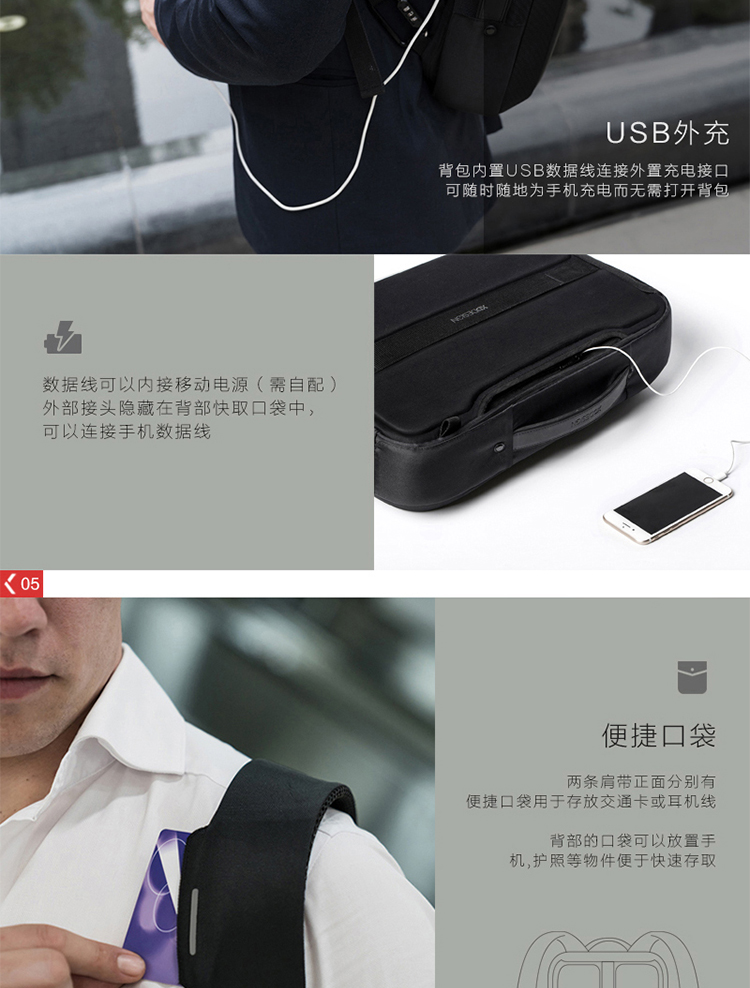 USB外充
背包内置USB数据线连接外置充电接口
可随时随地为手机充电而无需打开背包
数据线可以内接移动电源（需自配）
外部接头隐藏在背部快取口袋中，
可以连接手机数据线
XDDESIGN
05
便捷口袋
两条肩带正面分别有
便捷口袋用于存放交通卡或耳机线
背部的口袋可以放置手
机,护照等物件便于快速存取